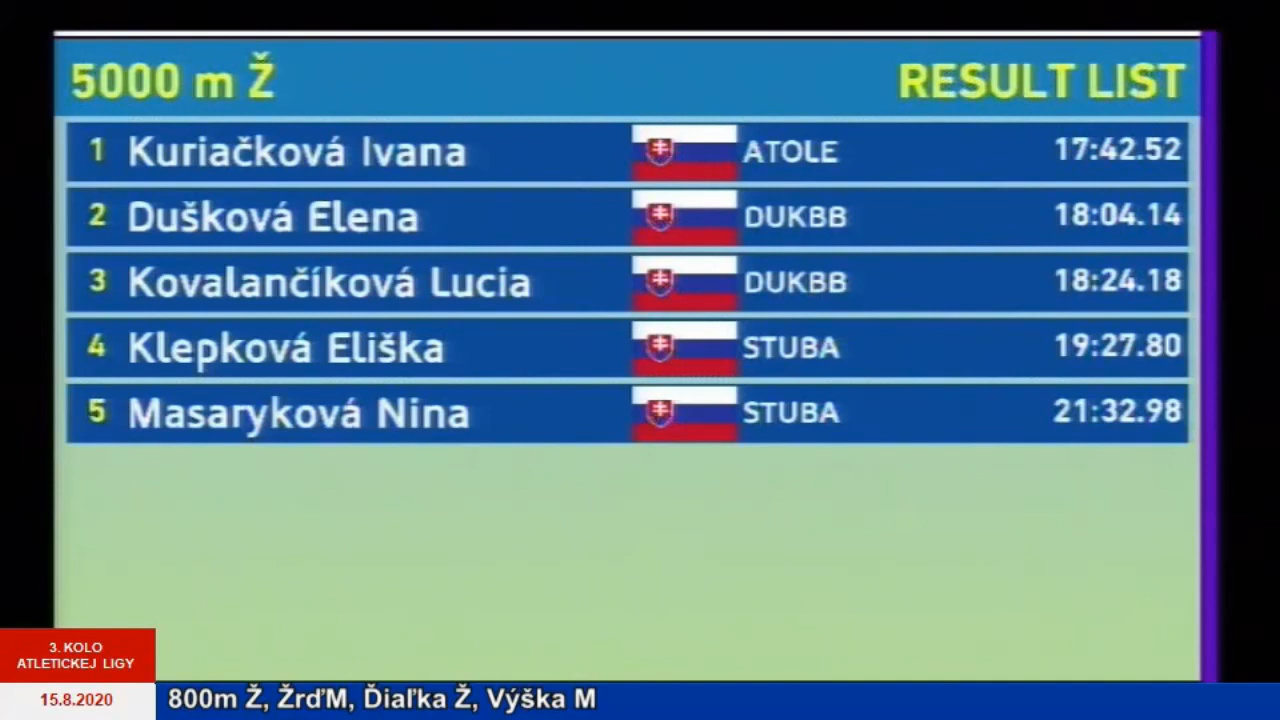 5000 m Ž RESULT LIST
1 Kuriačková Ivana ATOLE 17:42.52
2 Dušková Elena DUKBB 18:04.14
3 Kovalančíková Lucia DUKBB 18:24.18
4 Klepková Eliška STUBA 19:27.80
5 Masaryková Nina STUBA 21:32.98
3. KOLO
ATLETICKEJ LIGY
15.8.2020
800m Ž, ŽrďM, Ďiaľka Ž, Výška M